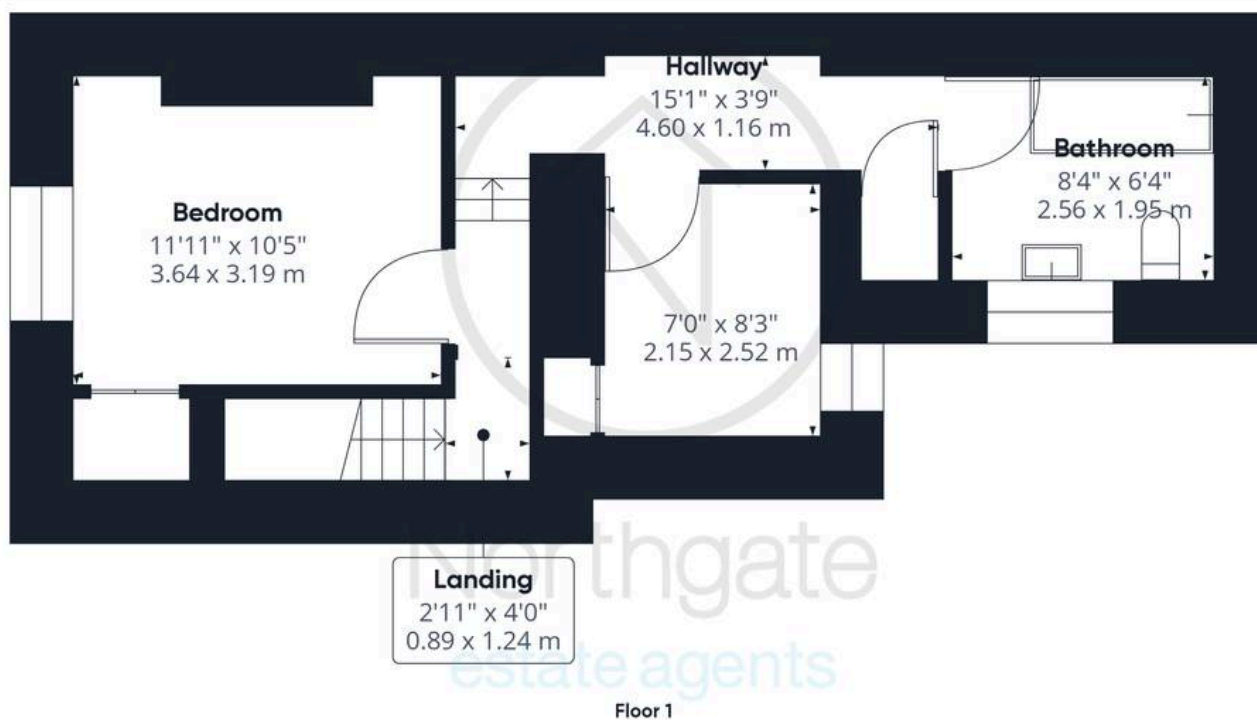 Hallway
15'1" x 3'9"
4.60 x 1.16 m
Bathroom
8'4" x 6'4"
2.56 x 1.95 m
Bedroom
11'11" x 10'5"
3.64 x 3.19 m
7'0" x 8'3"
2.15 x 2.52 m
Northgate
estate agents
Landing
2'11" x 4'0"
0.89 x 1.24 m
Floor 1